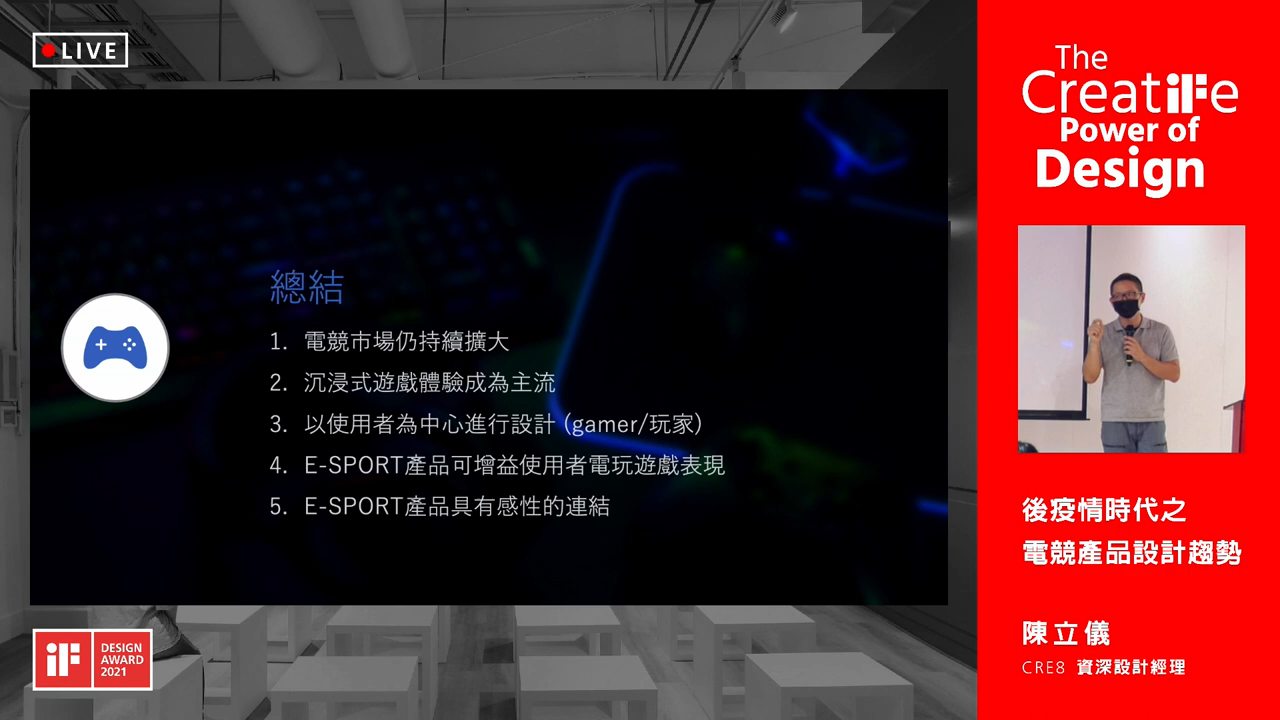 LIVE
總結
1. 電競市場仍持續擴大
2. 沉浸式遊戲體驗成為主流
3. 以使用者為中心進行設計 (gamer/玩家)
4. E-SPORT產品可增益使用者電玩遊戲表現
5. E-SPORT產品具有感性的連結
iF
DESIGN
AWARD
2021
The
CreatiFe
Power of
Design
後疫情時代之
電競產品設計趨勢
陳立儀
CRE8 資深設計經理